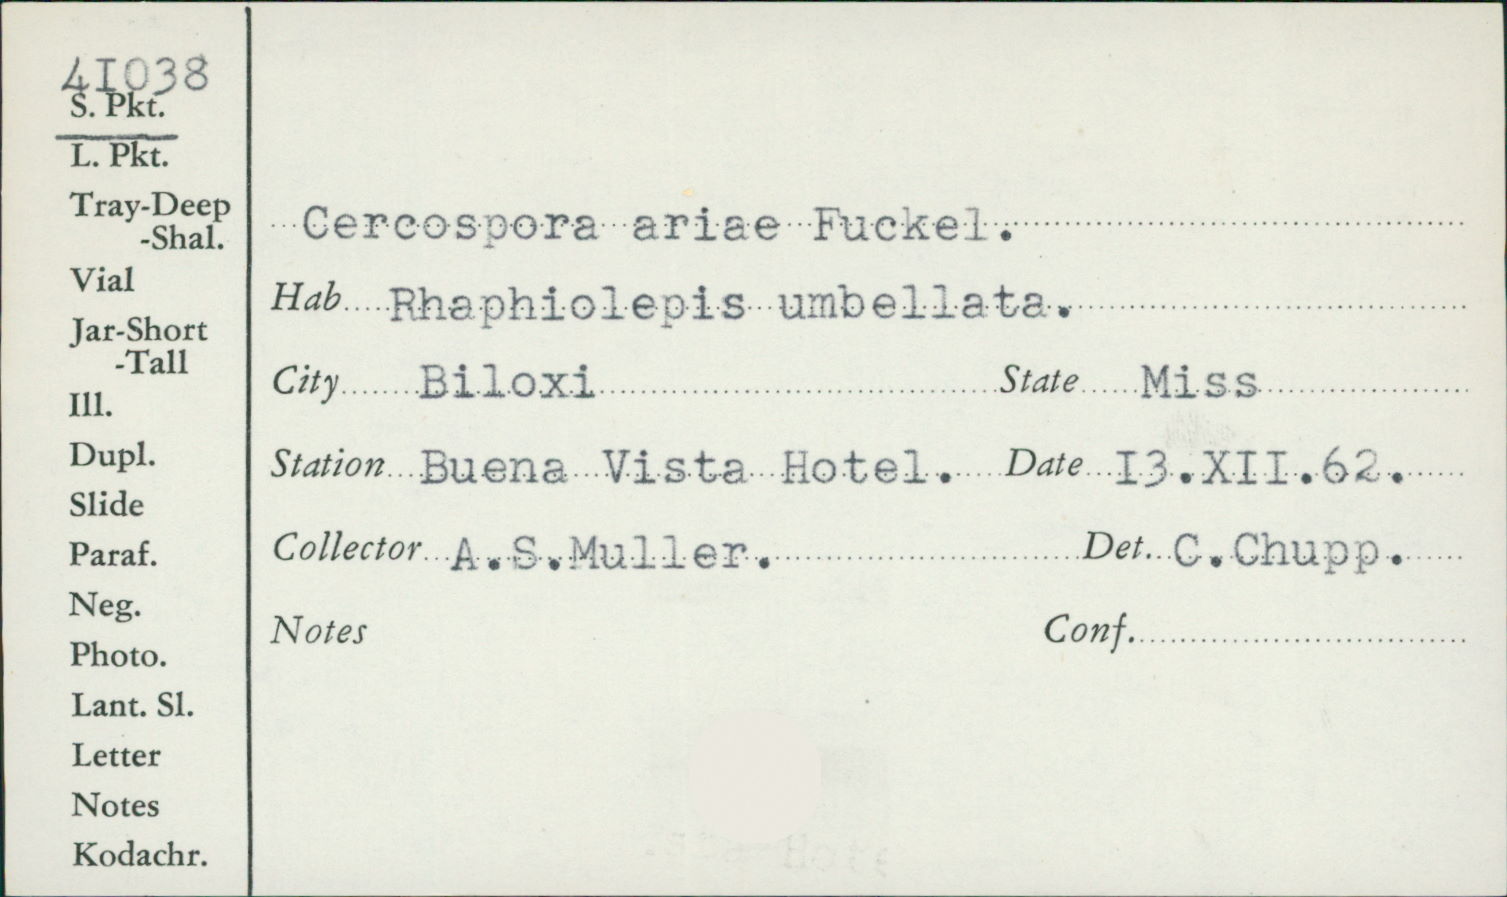 41038
S. Pkt.
L. Pkt.
Tray-Deep
-Shal.
Vial
Jar-Short
-Tall
Ill.
Dupl.
Slide
Paraf.
Neg.
Photo.
Lant. Sl.
Letter
Notes
Kodachr.
Cercospora ariae Fuckel.
Hab Rhaphiolepis umbellata.
City Biloxi State Miss
Station Buena Vista Hotel. Date I3.XII.62.
Collector A.S.Muller. Det. C.Chupp.
Notes Conf.